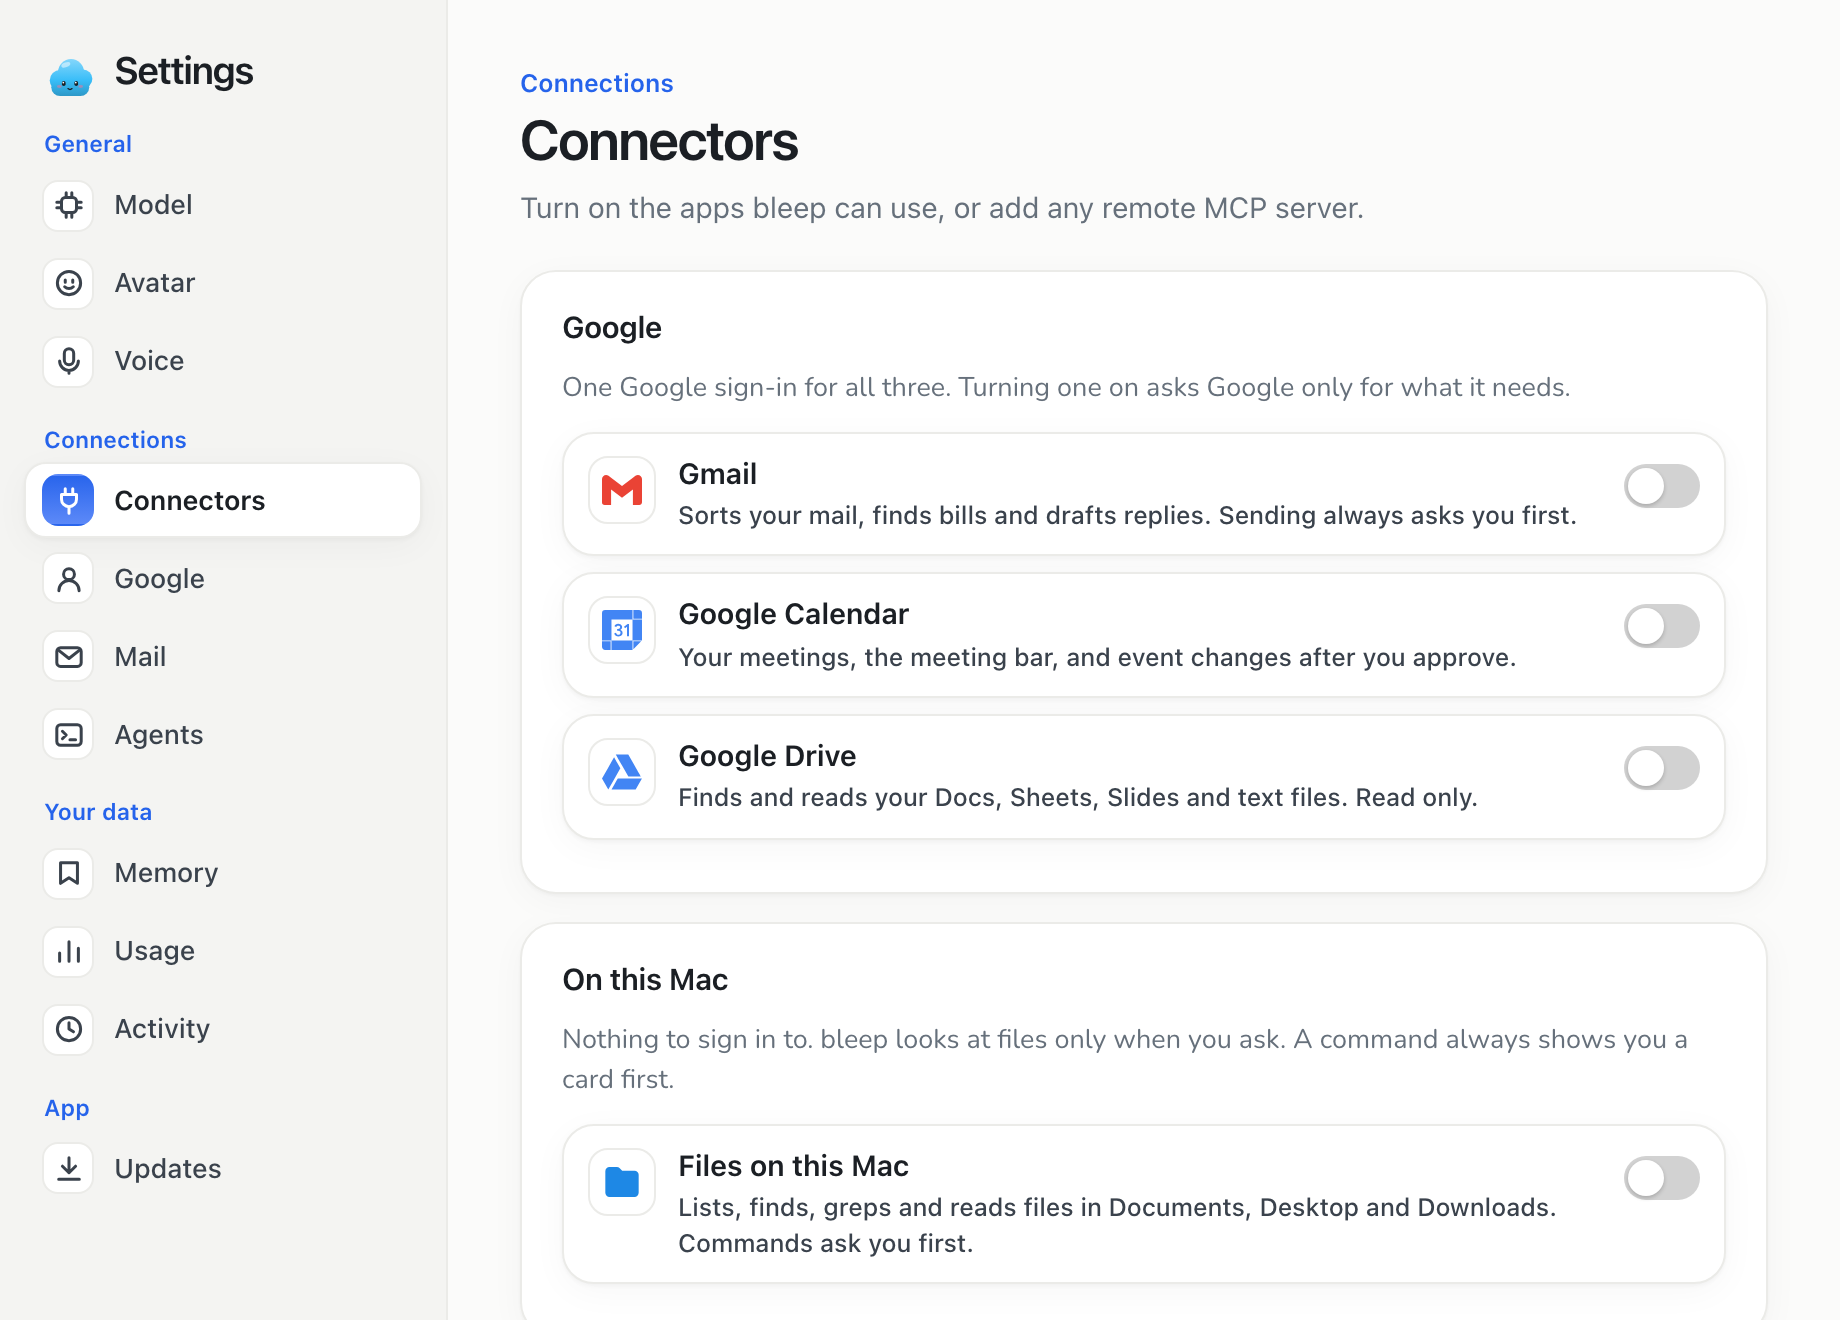 Settings
General
Model
Avatar
Voice
Connections
Connectors
Google
Mail
Agents
Your data
Memory
Usage
Activity
App
Updates
Connections
Connectors
Turn on the apps bleep can use, or add any remote MCP server.
Google
One Google sign-in for all three. Turning one on asks Google only for what it needs.
Gmail
Sorts your mail, finds bills and drafts replies. Sending always asks you first.
31
Google Calendar
Your meetings, the meeting bar, and event changes after you approve.
Google Drive
Finds and reads your Docs, Sheets, Slides and text files. Read only.
On this Mac
Nothing to sign in to. bleep looks at files only when you ask. A command always shows you a
card first.
Files on this Mac
Lists, finds, greps and reads files in Documents, Desktop and Downloads.
Commands ask you first.